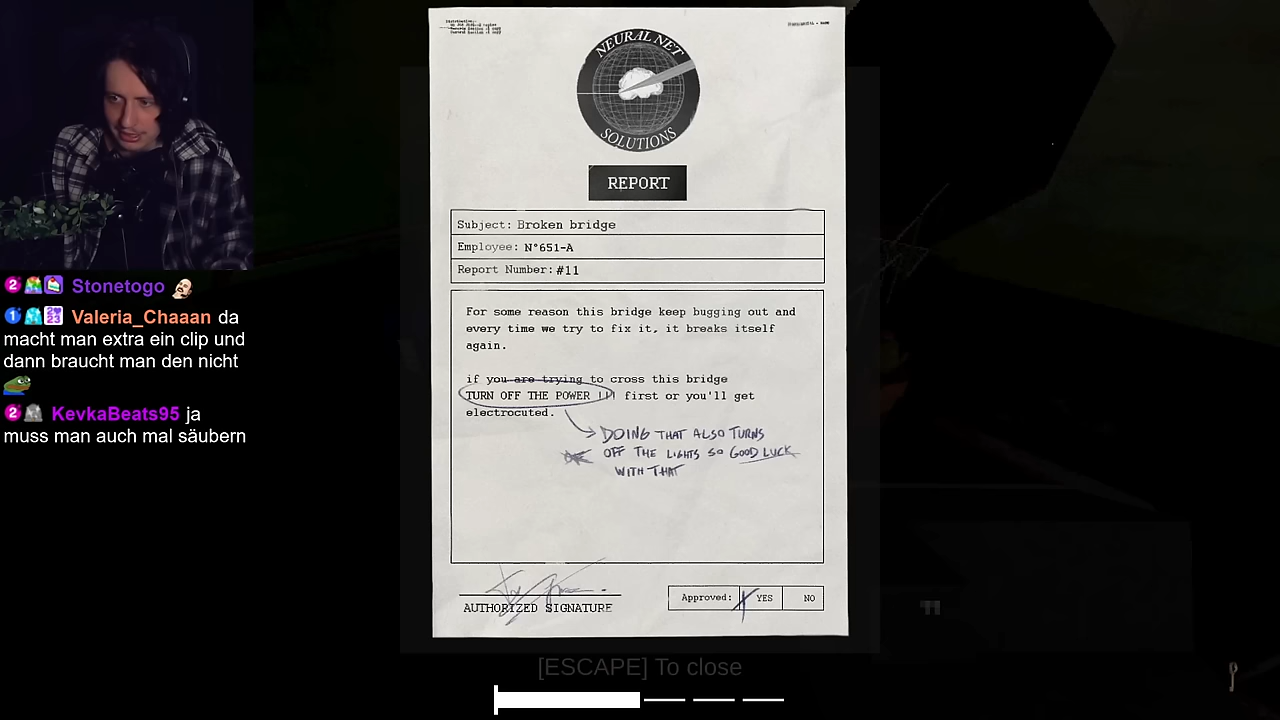 NEURAL NET
SOLUTIONS
REPORT
Subject: Broken bridge
Employee: N°651-A
Report Number: #11
For some reason this bridge keep bugging out and
every time we try to fix it, it breaks itself
again.
if you are trying to cross this bridge
TURN OFF THE POWER !!! first or you'll get
electrocuted.
DOING THAT ALSO TURNS
OFF THE LIGHTS SO GOOD LUCK
WITH THAT
AUTHORIZED SIGNATURE
Approved: YES NO
[ESCAPE] To close
Stonetogo
Valeria_Chaaan da
macht man extra ein clip und
dann braucht man den nicht
KevkaBeats95 ja
muss man auch mal säubern